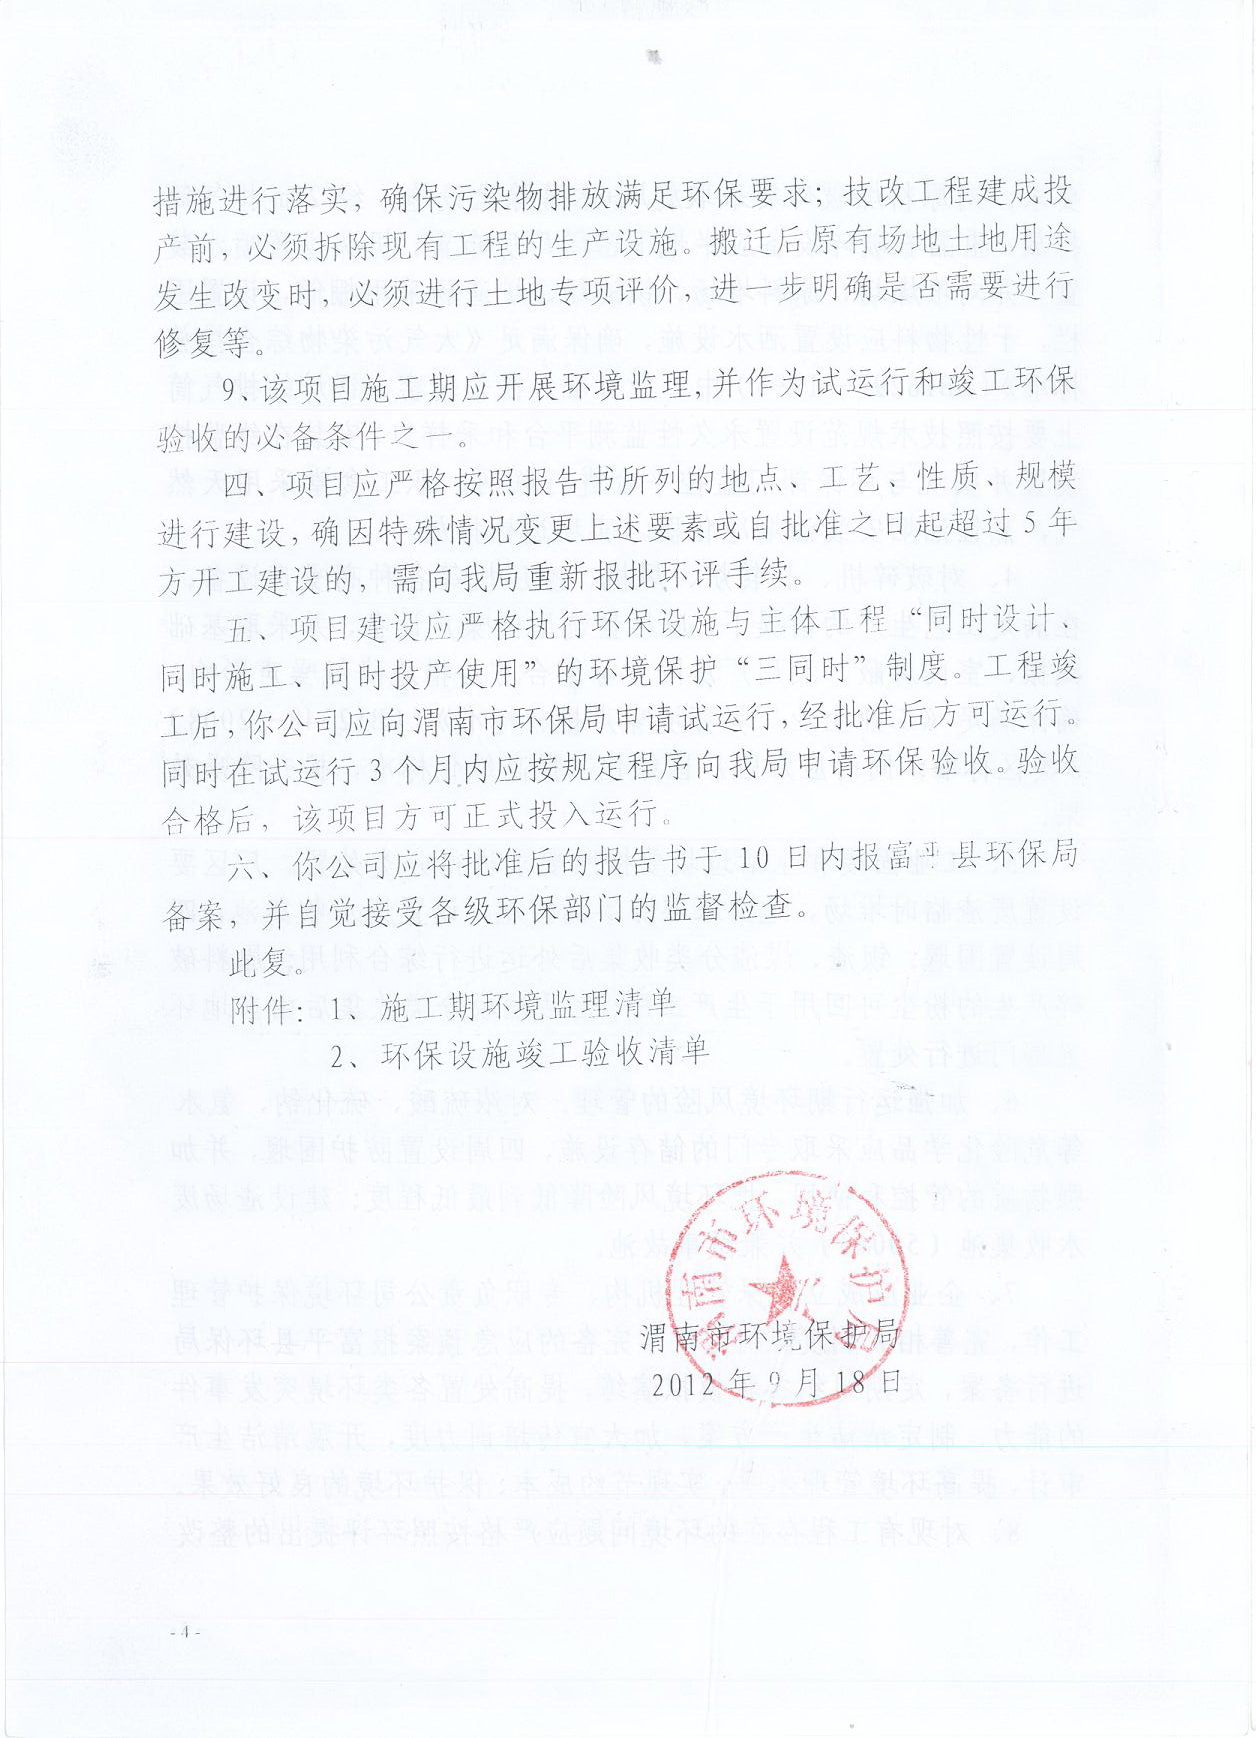 措施进行落实，确保污染物排放满足环保要求；技改工程建成投
产前，必须拆除现有工程的生产设施。搬迁后原有场地土地用途
发生改变时，必须进行土地专项评价，进一步明确是否需要进行
修复等。
9、该项目施工期应开展环境监理,并作为试运行和竣工环保
验收的必备条件之一。
四、项目应严格按照报告书所列的地点、工艺、性质、规模
进行建设，确因特殊情况变更上述要素或自批准之日起超过 5 年
方开工建设的，需向我局重新报批环评手续。
五、项目建设应严格执行环保设施与主体工程“同时设计、
同时施工、同时投产使用”的环境保护“三同时”制度。工程竣
工后,你公司应向渭南市环保局申请试运行,经批准后方可运行。
同时在试运行 3 个月内应按规定程序向我局申请环保验收。验收
合格后，该项目方可正式投入运行。
六、你公司应将批准后的报告书于 10 日内报富平县环保局
备案，并自觉接受各级环保部门的监督检查。
此复。
附件：1、施工期环境监理清单
2、环保设施竣工验收清单
渭南市环境保护局
渭南市环境保护局
2012 年 9 月 18 日
- 4 -